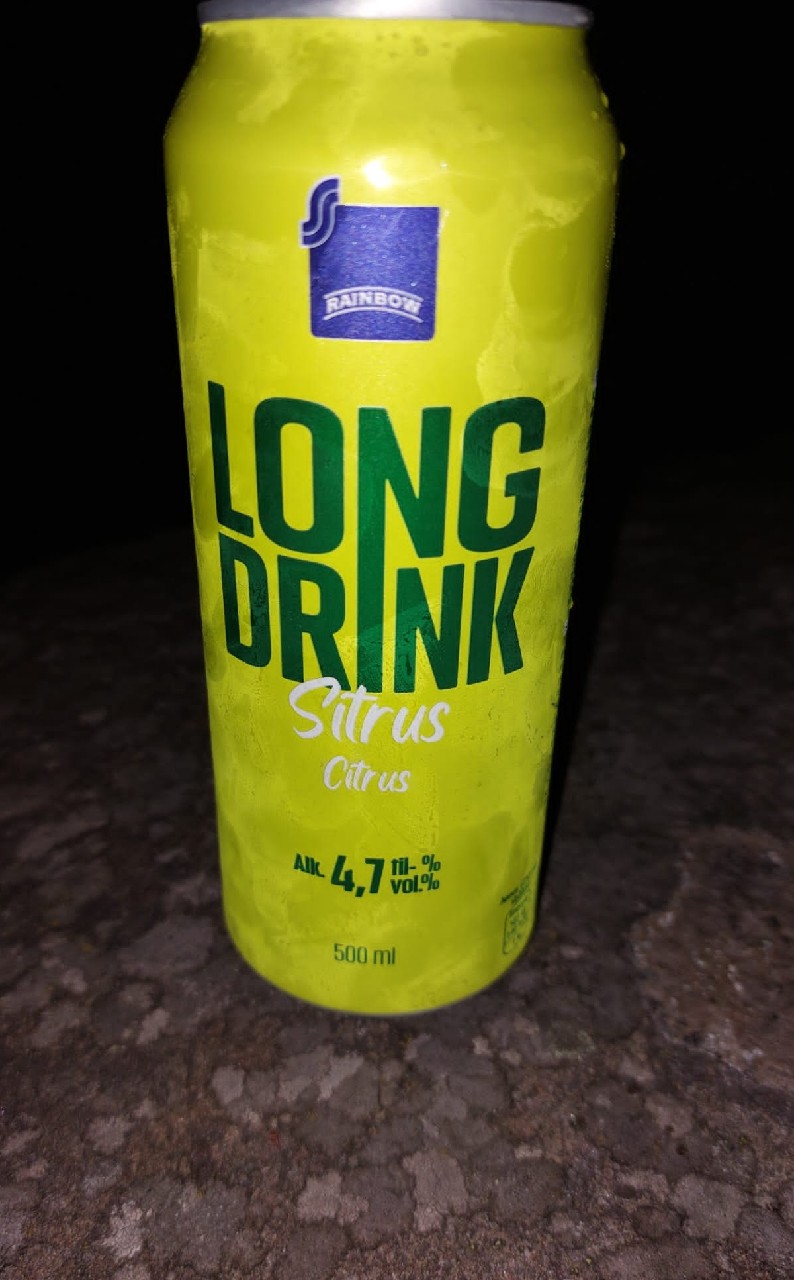 RAINBOW
LONG
DRINK
Sitrus
Citrus
Alk. 4,7 til-% vol.%
500 ml